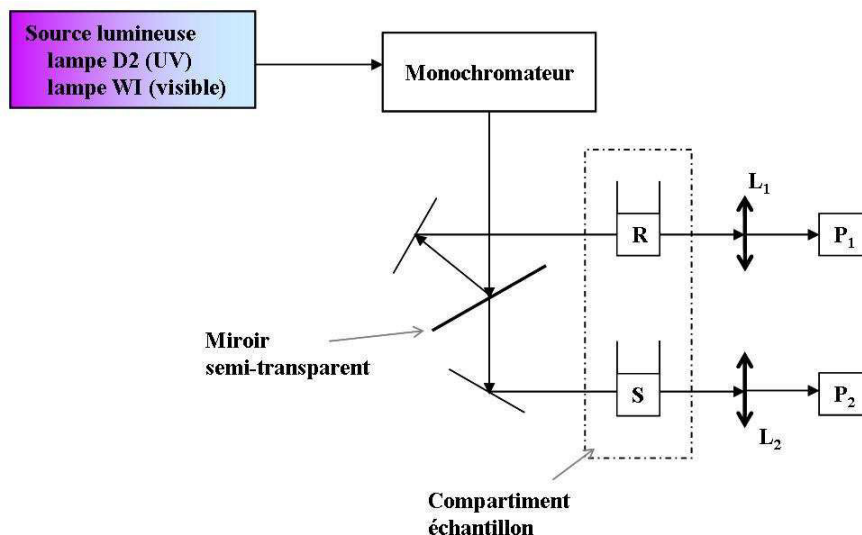 Source lumineuse
lampe D2 (UV)
lampe WI (visible)
Monochromateur
L₁
R
P₁
Miroir
semi-transparent
S
P₂
L₂
Compartiment
échantillon